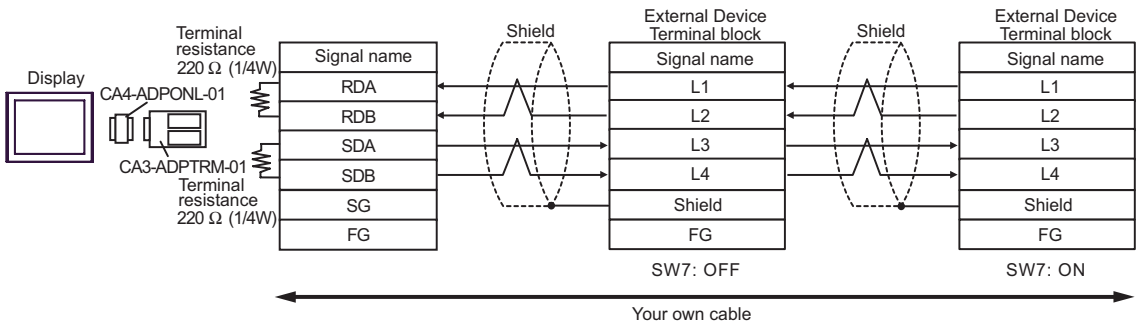 Display
CA4-ADPONL-01
CA3-ADPTRM-01
Terminal
resistance
220 Ω (1/4W)
Terminal
resistance
220 Ω (1/4W)
Signal name
RDA
RDB
SDA
SDB
SG
FG
Shield
External Device
Terminal block
Signal name
L1
L2
L3
L4
Shield
FG
SW7: OFF
Shield
External Device
Terminal block
Signal name
L1
L2
L3
L4
Shield
FG
SW7: ON
Your own cable